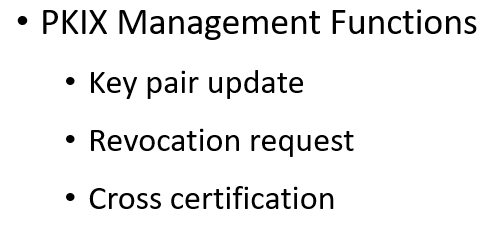 • PKIX Management Functions
• Key pair update
• Revocation request
• Cross certification